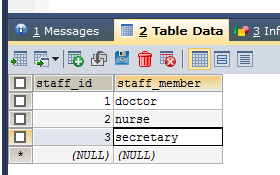 1 Messages
2 Table Data
3 Inf
staff_id staff_member
1 doctor
2 nurse
3 secretary
* (NULL) (NULL)